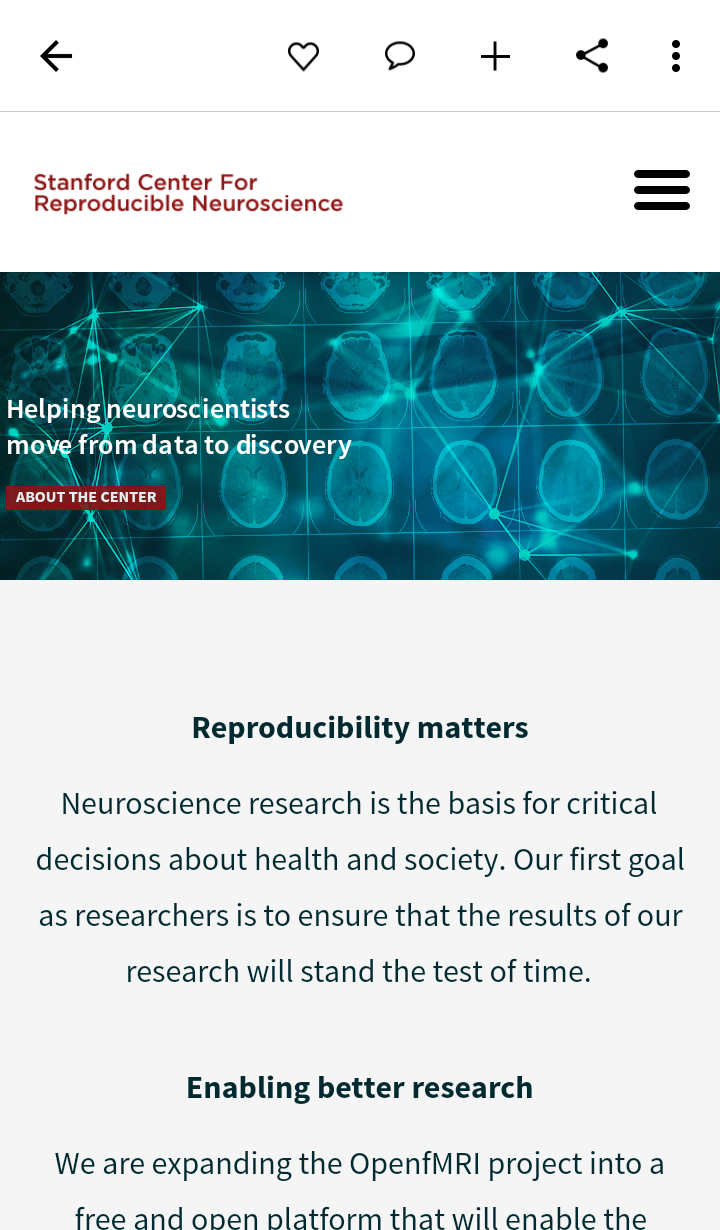 Stanford Center For
Reproducible Neuroscience
Helping neuroscientists
move from data to discovery
ABOUT THE CENTER
Reproducibility matters
Neuroscience research is the basis for critical
decisions about health and society. Our first goal
as researchers is to ensure that the results of our
research will stand the test of time.
Enabling better research
We are expanding the OpenfMRI project into a
free and open platform that will enable the